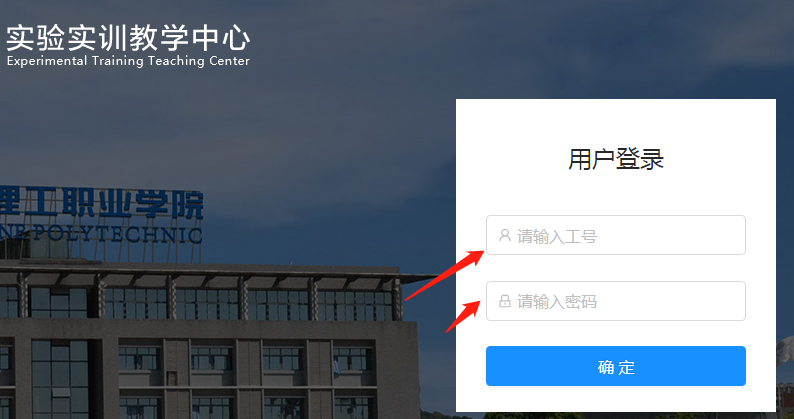 实验实训教学中心
Experimental Training Teaching Center
用户登录
理工职业学院
POLYTECHNIC
请输入工号
请输入密码
确 定